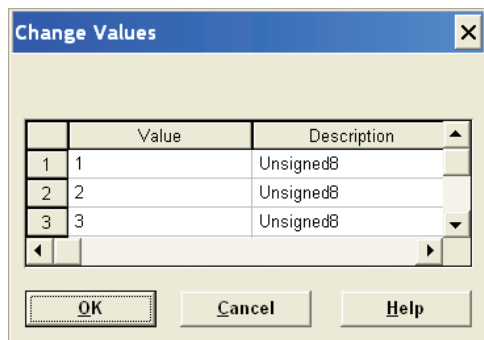 Change Values
Value Description
1 1 Unsigned8
2 2 Unsigned8
3 3 Unsigned8
OK Cancel Help